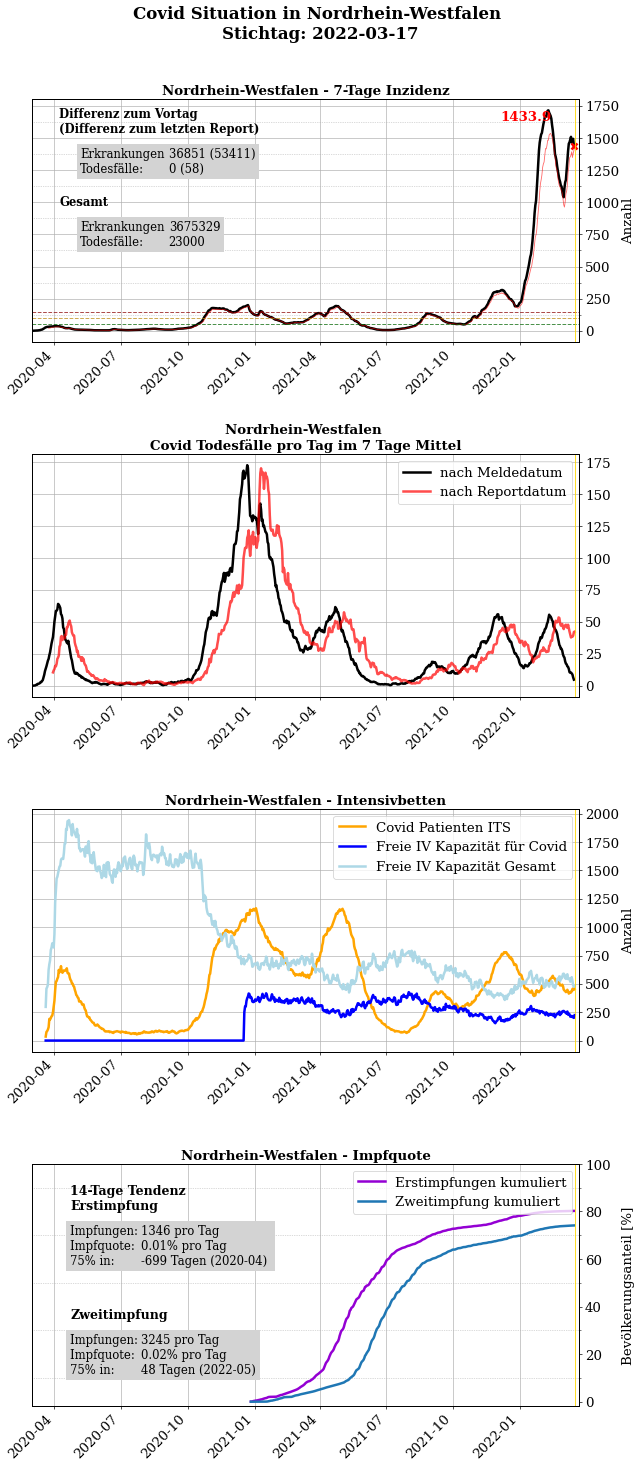 Covid Situation in Nordrhein-Westfalen
Stichtag: 2022-03-17
Nordrhein-Westfalen - 7-Tage Inzidenz
Differenz zum Vortag
(Differenz zum letzten Report)
Erkrankungen 36851 (53411)
Todesfälle: 0 (58)
Gesamt
Erkrankungen 3675329
Todesfälle: 23000
1433.9
1750
1500
1250
1000
750
500
250
0
Anzahl
2020-04
2020-07
2020-10
2021-01
2021-04
2021-07
2021-10
2022-01
Nordrhein-Westfalen
Covid Todesfälle pro Tag im 7 Tage Mittel
nach Meldedatum
nach Reportdatum
175
150
125
100
75
50
25
0
2020-04
2020-07
2020-10
2021-01
2021-04
2021-07
2021-10
2022-01
Nordrhein-Westfalen - Intensivbetten
Covid Patienten ITS
Freie IV Kapazität für Covid
Freie IV Kapazität Gesamt
2000
1750
1500
1250
1000
750
500
250
0
Anzahl
2020-04
2020-07
2020-10
2021-01
2021-04
2021-07
2021-10
2022-01
Nordrhein-Westfalen - Impfquote
14-Tage Tendenz
Erstimpfung
Impfungen: 1346 pro Tag
Impfquote: 0.01% pro Tag
75% in: -699 Tagen (2020-04)
Zweitimpfung
Impfungen: 3245 pro Tag
Impfquote: 0.02% pro Tag
75% in: 48 Tagen (2022-05)
Erstimpfungen kumuliert
Zweitimpfung kumuliert
100
80
60
40
20
0
Bevölkerungsanteil [%]
2020-04
2020-07
2020-10
2021-01
2021-04
2021-07
2021-10
2022-01